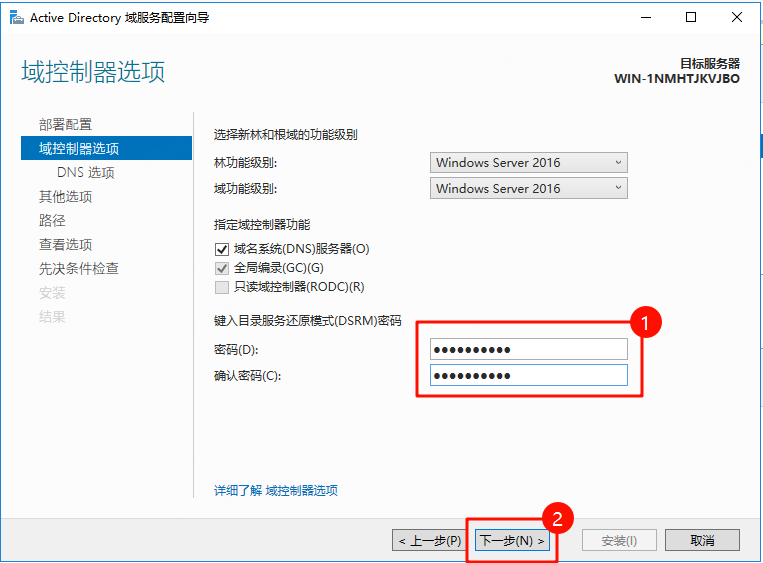 Active Directory 域服务配置向导
域控制器选项
目标服务器
WIN-1NMHTJKVJBO
部署配置
域控制器选项
DNS 选项
其他选项
路径
查看选项
先决条件检查
安装
结果
选择新林和根域的功能级别
林功能级别: Windows Server 2016
域功能级别: Windows Server 2016
指定域控制器功能
域名系统(DNS)服务器(O)
全局编录(GC)(G)
只读域控制器(RODC)(R)
键入目录服务还原模式(DSRM)密码
密码(D): ●●●●●●●●●●
确认密码(C): ●●●●●●●●●●
1
详细了解 域控制器选项
2
< 上一步(P) 下一步(N) > 安装(I) 取消